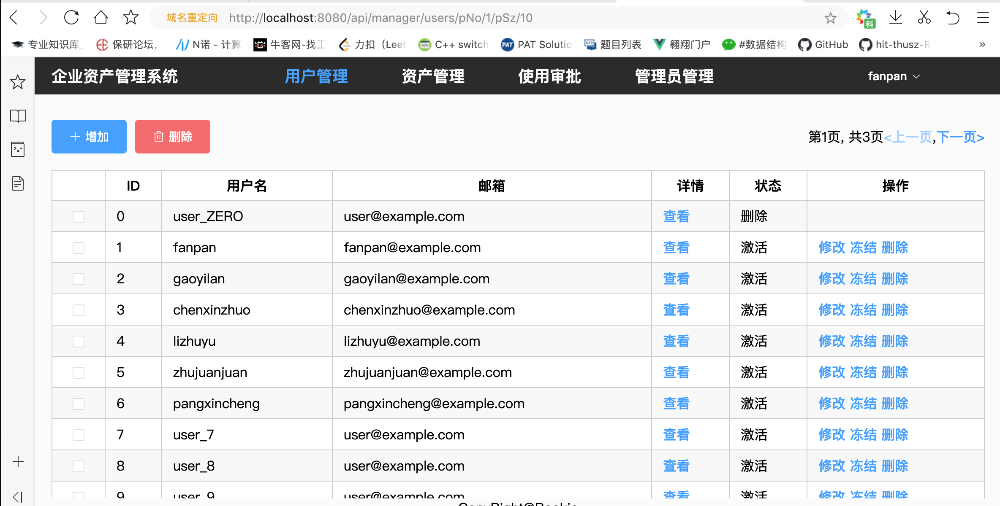 域名重定向 http://localhost:8080/api/manager/users/pNo/1/pSz/10 科
专业知识库_ 保研论坛, N诺 - 计算 牛客网-找工 力扣（Leet C++ switch PAT PAT Solutio 题目列表 翱翔门户 #数据结构 GitHub hit-thusz-R »
企业资产管理系统 用户管理 资产管理 使用审批 管理员管理 fanpan
+ 增加 删除 第1页, 共3页<上一页,下一页>
ID 用户名 邮箱 详情 状态 操作
0 user_ZERO user@example.com 查看 删除
1 fanpan fanpan@example.com 查看 激活 修改 冻结 删除
2 gaoyilan gaoyilan@example.com 查看 激活 修改 冻结 删除
3 chenxinzhuo chenxinzhuo@example.com 查看 激活 修改 冻结 删除
4 lizhuyu lizhuyu@example.com 查看 激活 修改 冻结 删除
5 zhujuanjuan zhujuanjuan@example.com 查看 激活 修改 冻结 删除
6 pangxincheng pangxincheng@example.com 查看 激活 修改 冻结 删除
7 user_7 user@example.com 查看 激活 修改 冻结 删除
8 user_8 user@example.com 查看 激活 修改 冻结 删除
9 user_9 user@example.com 查看 激活 修改 冻结 删除
CopyRight@Rookie